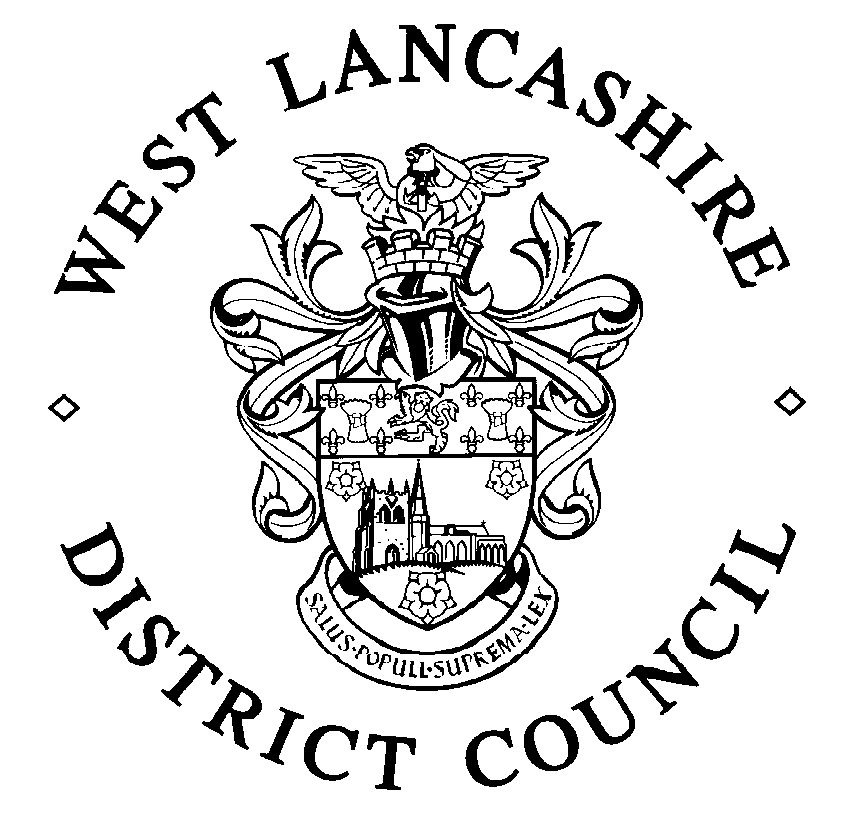 WEST LANCASHIRE
SALUS·POPULI·SUPREMA·LEX
DISTRICT COUNCIL